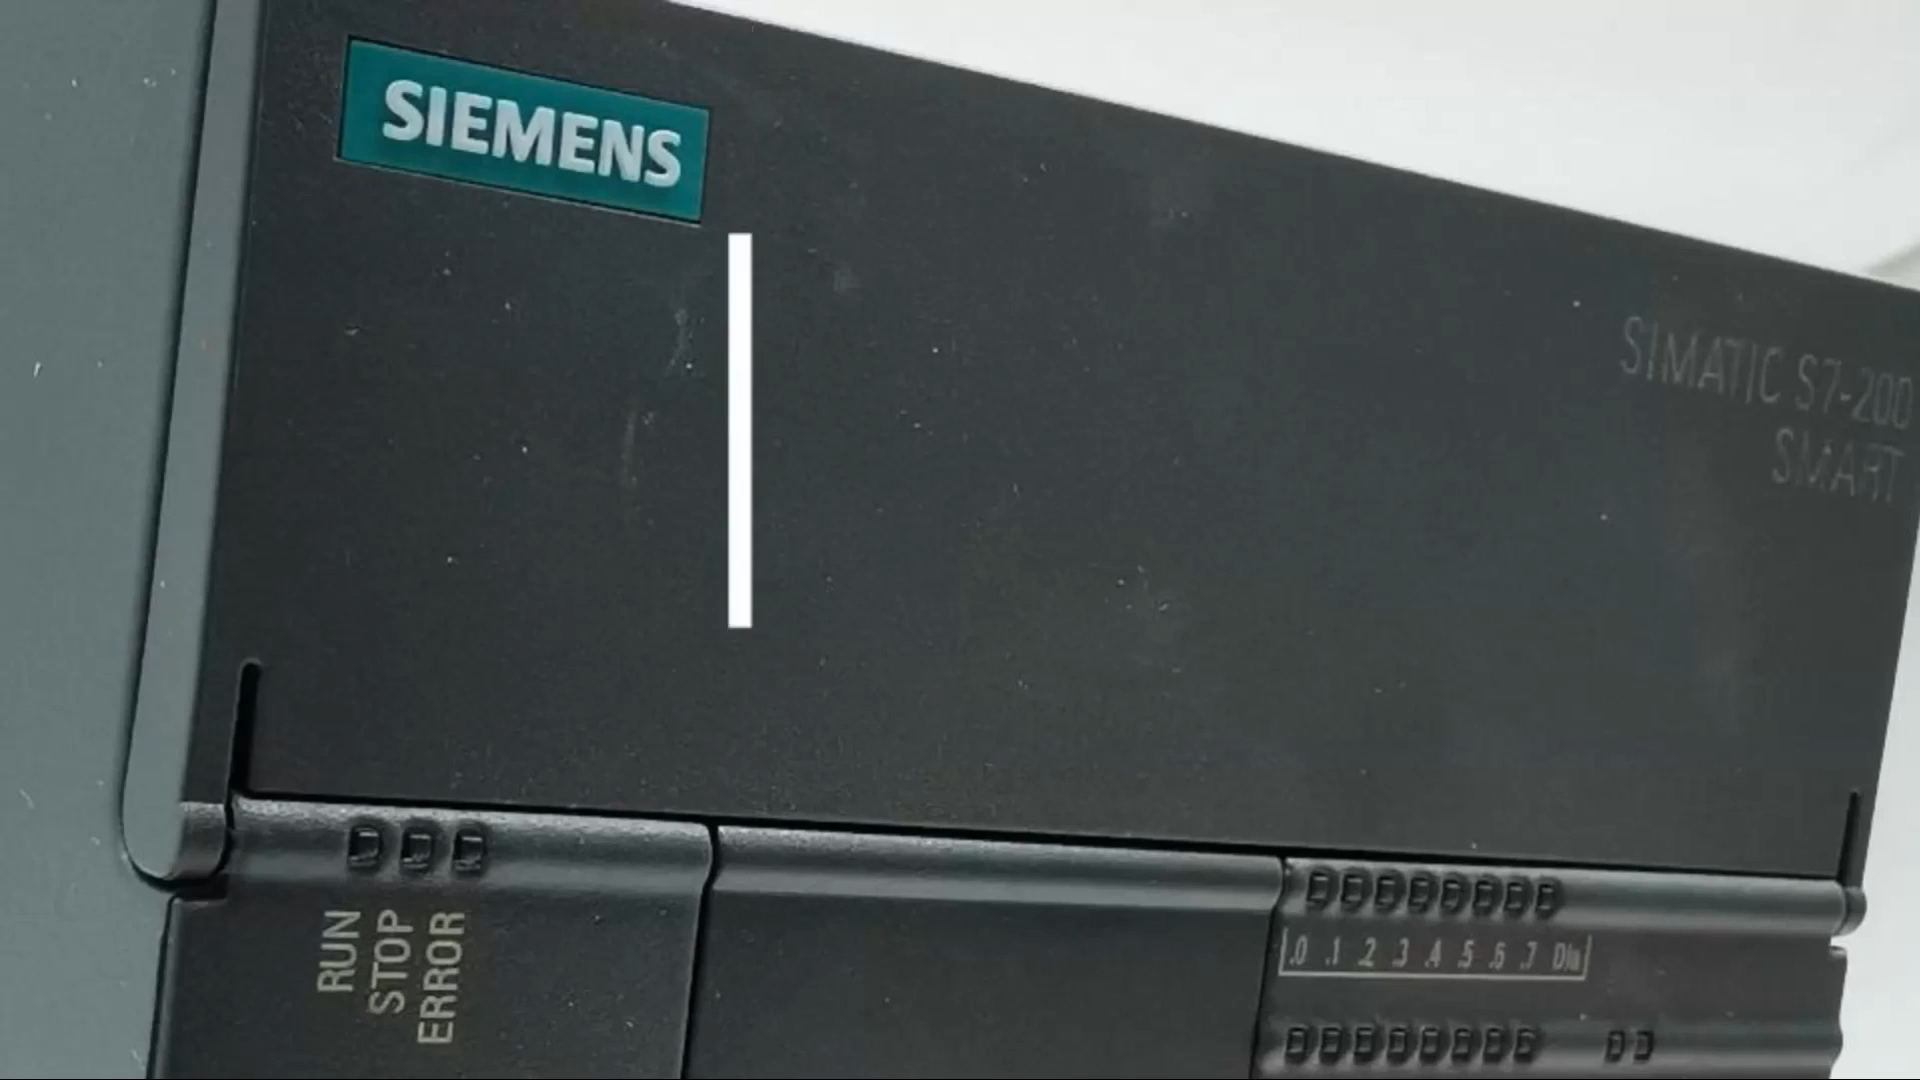 SIEMENS
SIMATIC S7-200
SMART
RUN
STOP
ERROR
.0 .1 .2 .3 .4 .5 .6 .7 DIa